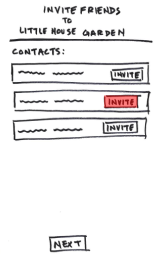 INVITE FRIENDS
TO
LITTLE HOUSE GARDEN
CONTACTS:
INVITE
INVITE
INVITE
NEXT